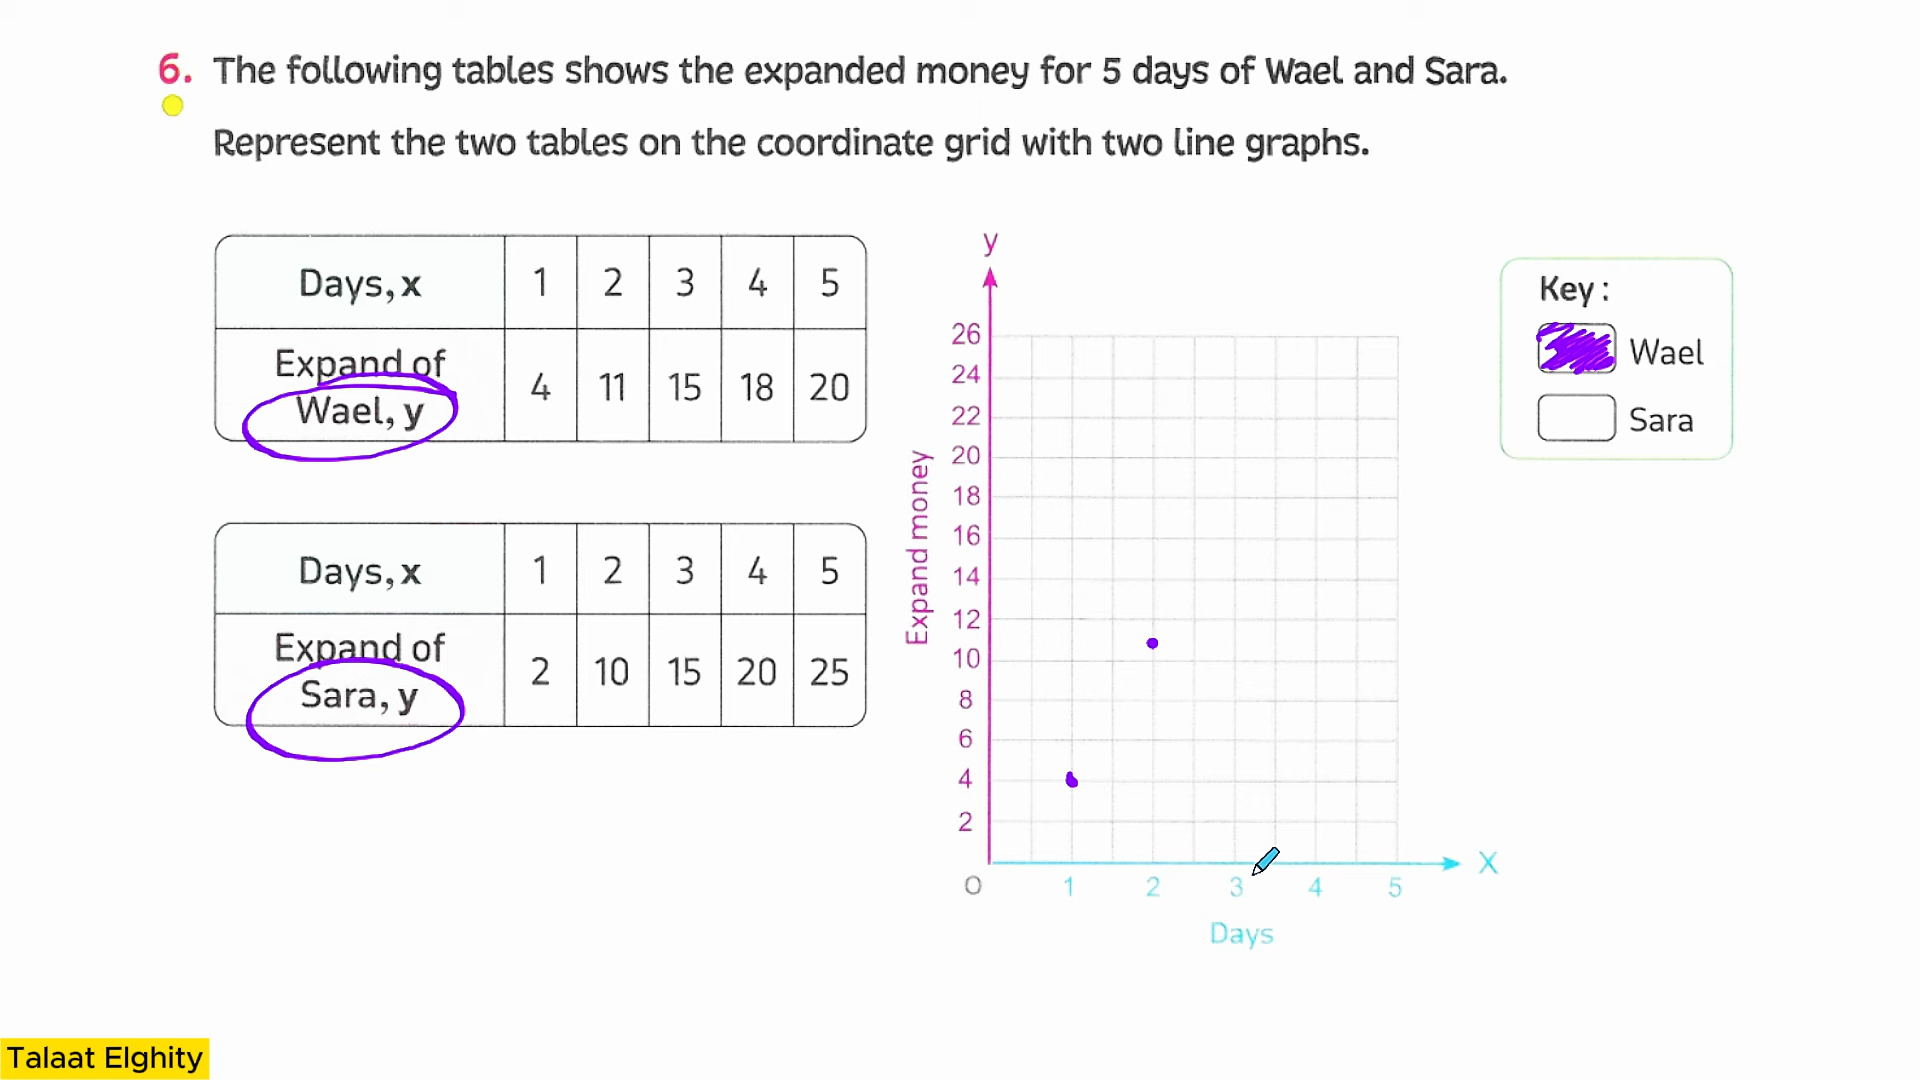 6. The following tables shows the expanded money for 5 days of Wael and Sara.
Represent the two tables on the coordinate grid with two line graphs.
Days, x 1 2 3 4 5
Expand of
Wael, y 4 11 15 18 20
Days, x 1 2 3 4 5
Expand of
Sara, y 2 10 15 20 25
y
26
24
22
20
18
16
14
12
10
8
6
4
2
Expand money
O 1 2 3 4 5
X
Days
Key :
Wael
Sara
Talaat Elghity